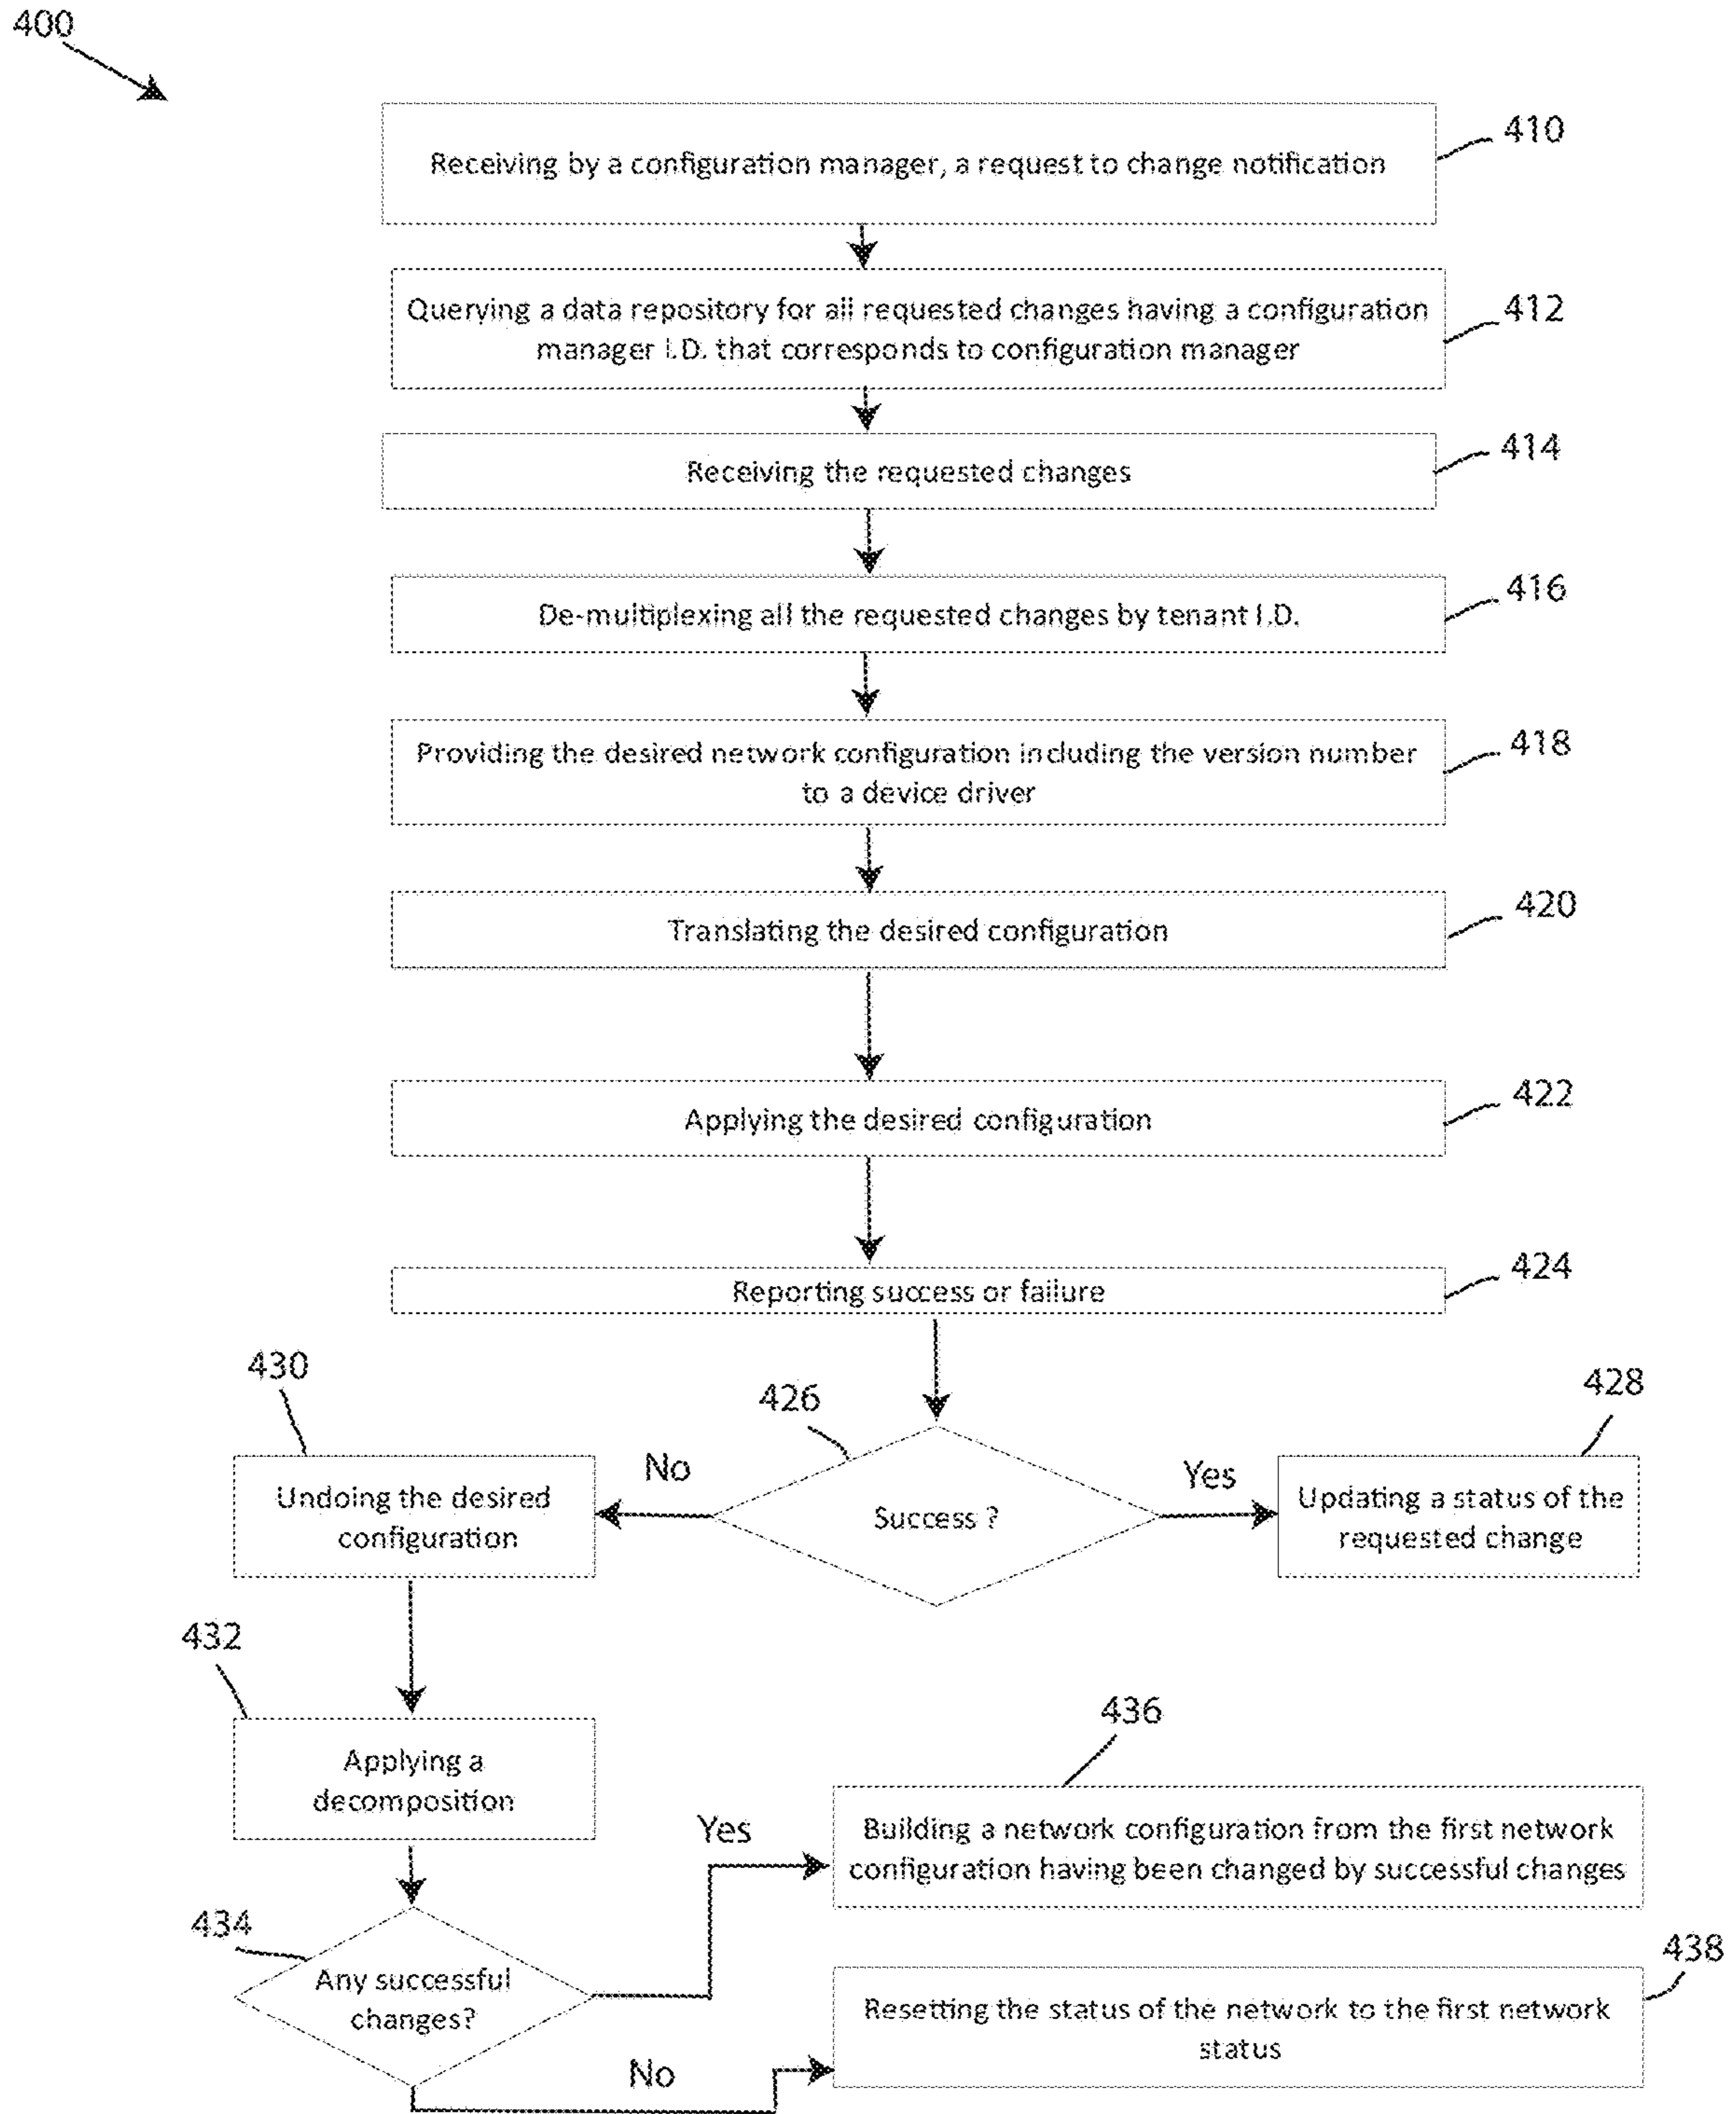 400
Receiving by a configuration manager, a request to change notification
410
Querying a data repository for all requested changes having a configuration
manager I.D. that corresponds to configuration manager
412
Receiving the requested changes
414
De-multiplexing all the requested changes by tenant I.D.
416
Providing the desired network configuration including the version number
to a device driver
418
Translating the desired configuration
420
Applying the desired configuration
422
Reporting success or failure
424
426
Success ?
Yes
428
Updating a status of the
requested change
No
430
Undoing the desired
configuration
432
Applying a
decomposition
434
Any successful
changes?
Yes
436
Building a network configuration from the first network
configuration having been changed by successful changes
No
438
Resetting the status of the network to the first network
status